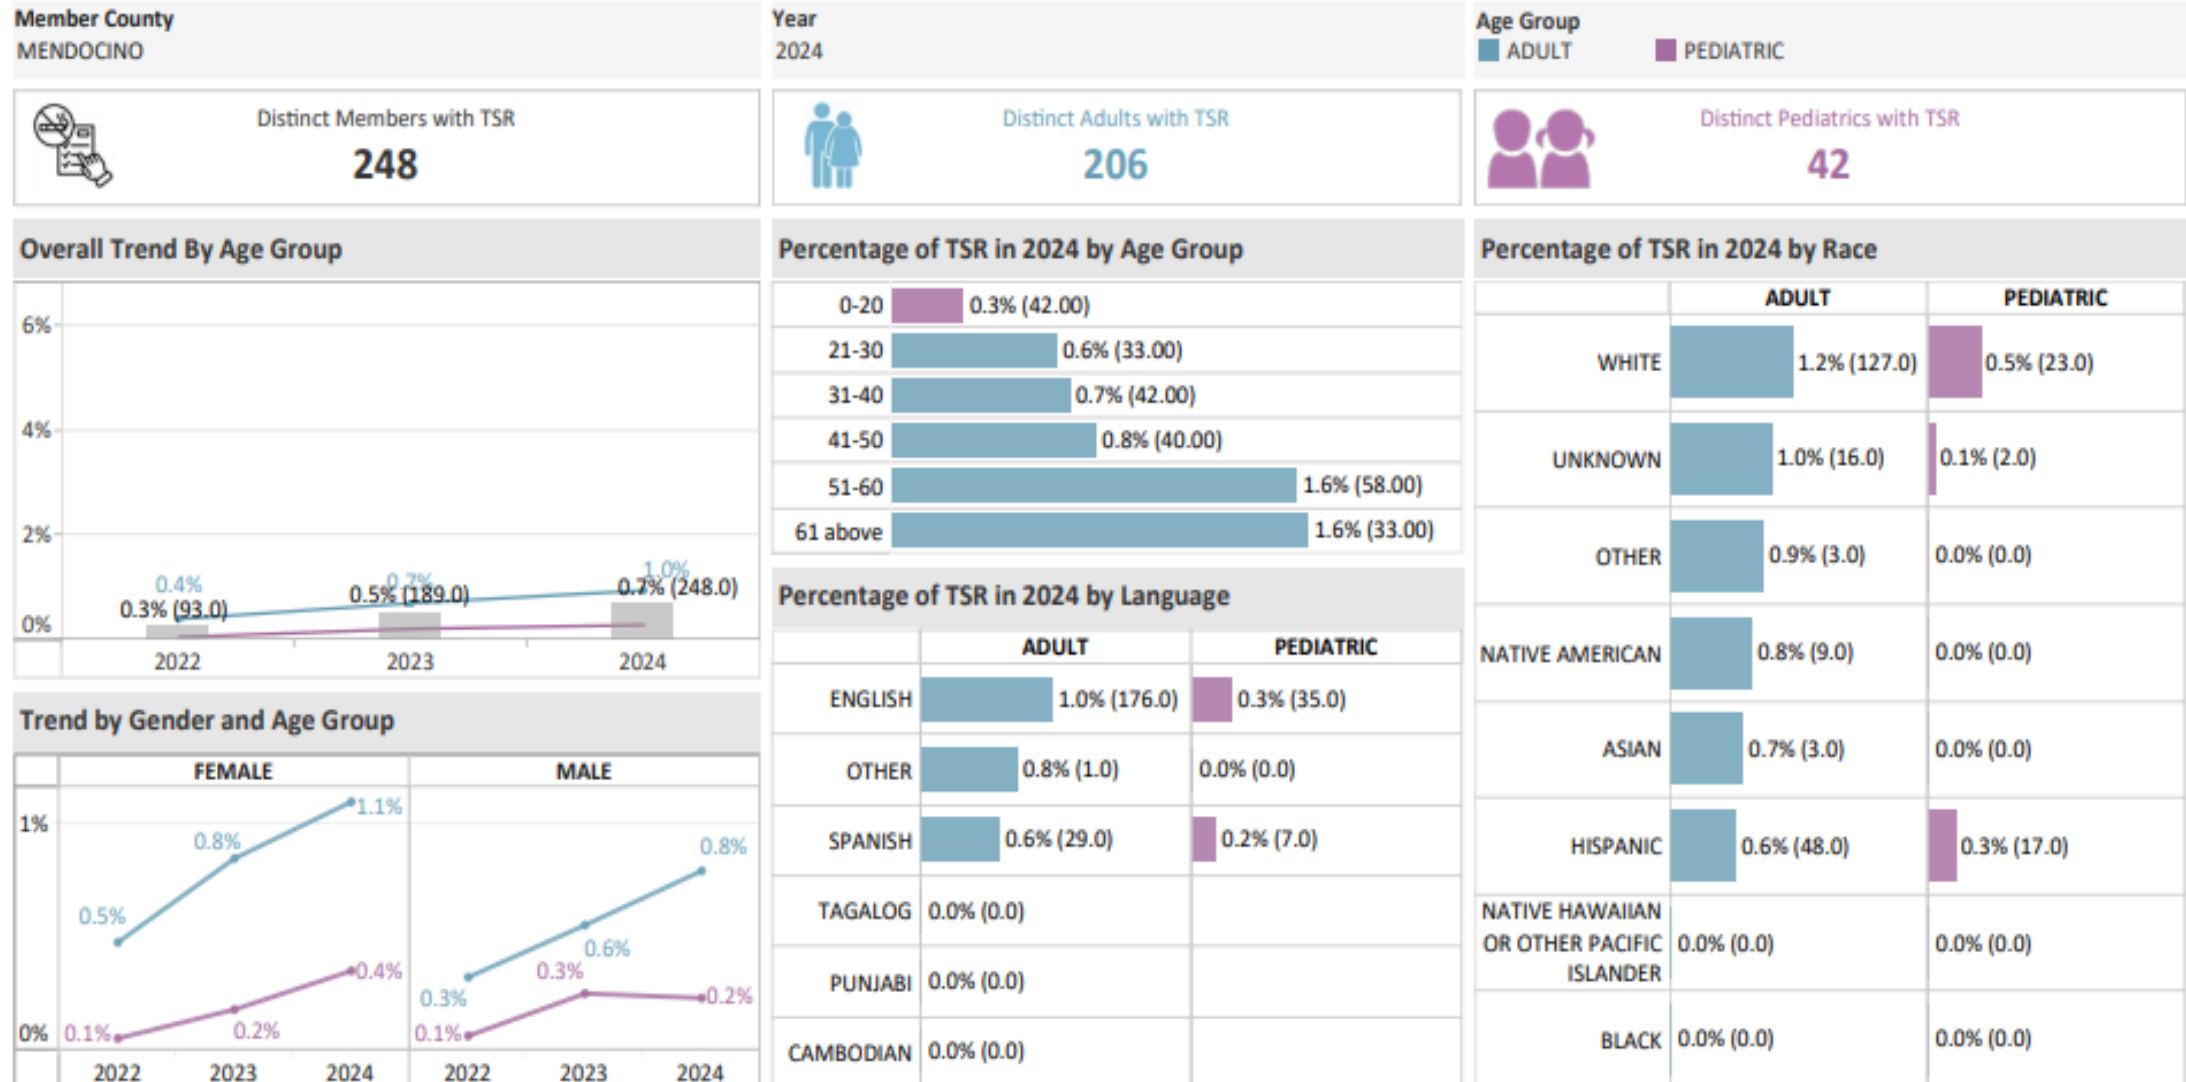 Member County
MENDOCINO
Year
2024
Age Group
ADULT
PEDIATRIC
Distinct Members with TSR
248
Distinct Adults with TSR
206
Distinct Pediatrics with TSR
42
Overall Trend By Age Group
6%
4%
2%
0%
0.4%
0.3% (93.0)
0.7%
0.5% (189.0)
1.0%
0.7% (248.0)
2022
2023
2024
Trend by Gender and Age Group
FEMALE
MALE
1%
0%
0.5%
0.8%
1.1%
0.1%
0.2%
0.4%
0.3%
0.6%
0.8%
0.1%
0.3%
0.2%
2022
2023
2024
2022
2023
2024
Percentage of TSR in 2024 by Age Group
0-20 0.3% (42.00)
21-30 0.6% (33.00)
31-40 0.7% (42.00)
41-50 0.8% (40.00)
51-60 1.6% (58.00)
61 above 1.6% (33.00)
Percentage of TSR in 2024 by Language
ADULT PEDIATRIC
ENGLISH 1.0% (176.0) 0.3% (35.0)
OTHER 0.8% (1.0) 0.0% (0.0)
SPANISH 0.6% (29.0) 0.2% (7.0)
TAGALOG 0.0% (0.0)
PUNJABI 0.0% (0.0)
CAMBODIAN 0.0% (0.0)
Percentage of TSR in 2024 by Race
ADULT PEDIATRIC
WHITE 1.2% (127.0) 0.5% (23.0)
UNKNOWN 1.0% (16.0) 0.1% (2.0)
OTHER 0.9% (3.0) 0.0% (0.0)
NATIVE AMERICAN 0.8% (9.0) 0.0% (0.0)
ASIAN 0.7% (3.0) 0.0% (0.0)
HISPANIC 0.6% (48.0) 0.3% (17.0)
NATIVE HAWAIIAN
OR OTHER PACIFIC 0.0% (0.0) 0.0% (0.0)
ISLANDER
BLACK 0.0% (0.0) 0.0% (0.0)